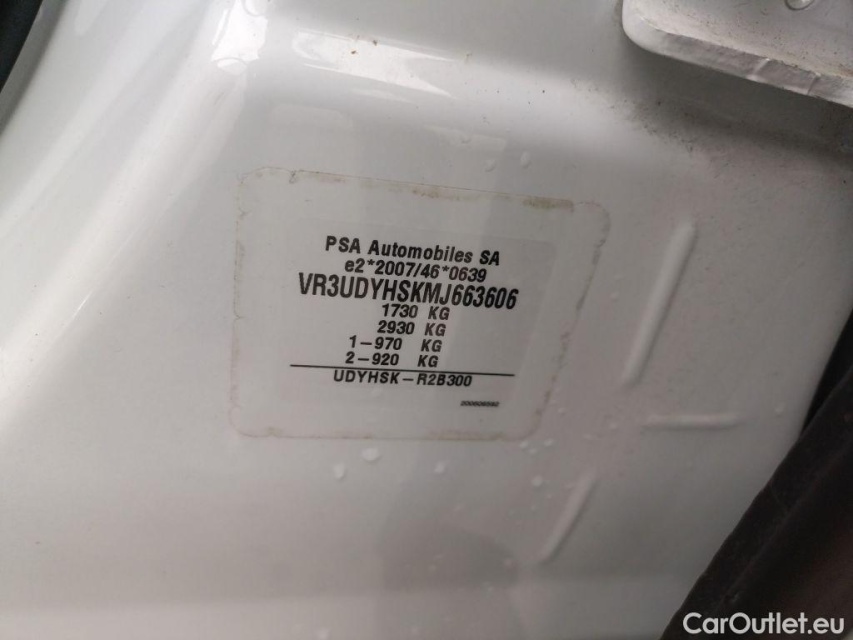 PSA Automobiles SA
e2*2007/46*0639
VR3UDYHSKMJ663606
1730 KG
2930 KG
1-970 KG
2-920 KG
UDYHSK-R2B300
CarOutlet.eu